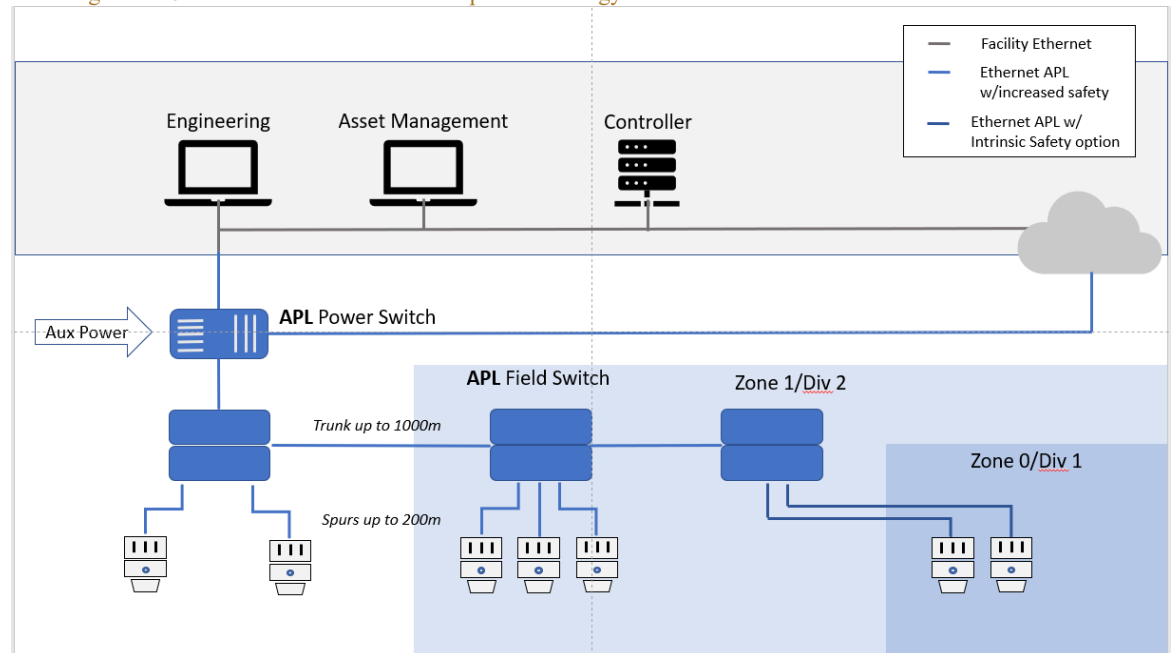 Facility Ethernet
Ethernet APL
w/increased safety
Ethernet APL w/
Intrinsic Safety option
Engineering
Asset Management
Controller
Aux Power
APL Power Switch
APL Field Switch
Zone 1/Div 2
Trunk up to 1000m
Zone 0/Div 1
Spurs up to 200m